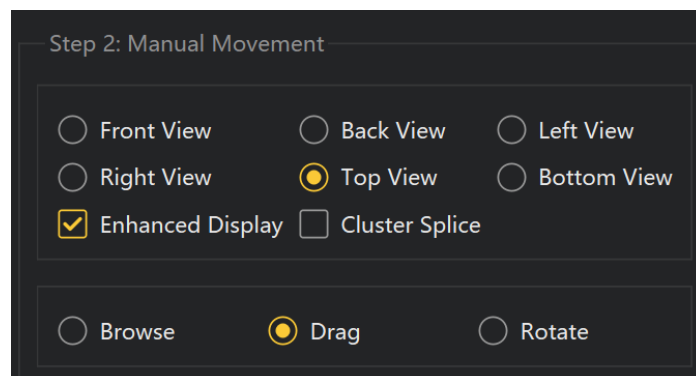 Step 2: Manual Movement
Front View Back View Left View
Right View Top View Bottom View
Enhanced Display Cluster Splice
Browse Drag Rotate